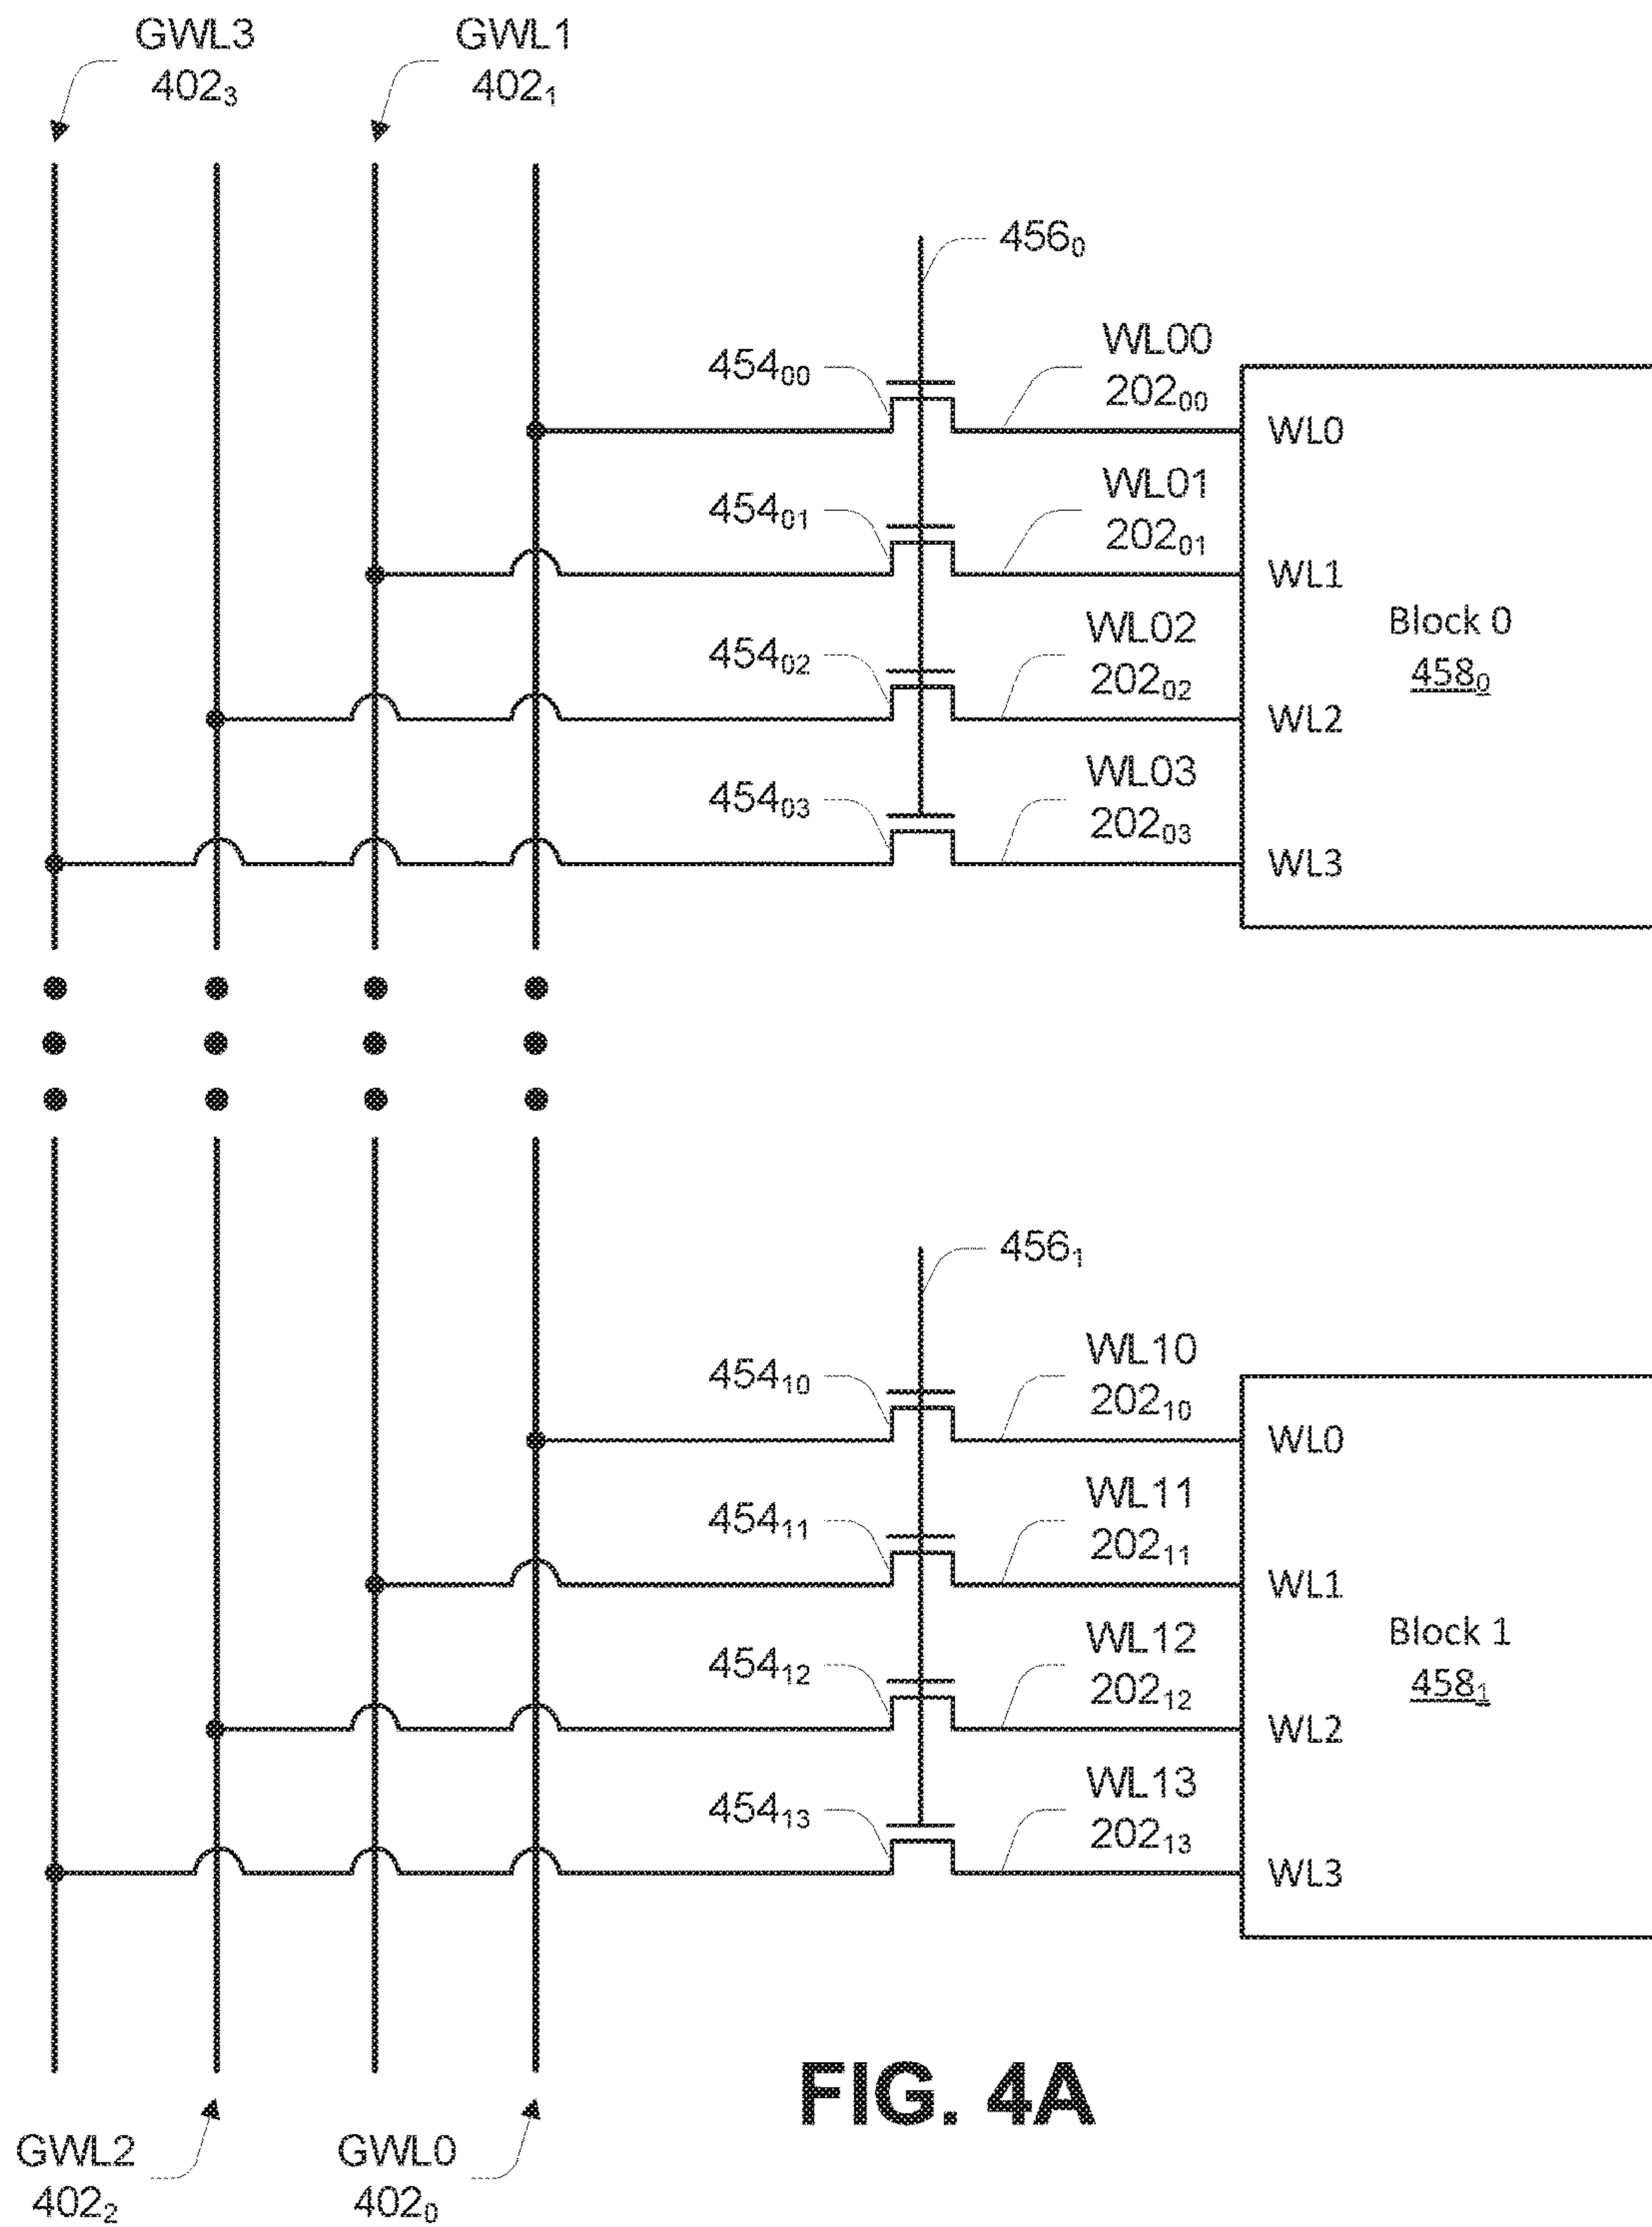 GWL3
402₃
GWL1
402₁
456₀
454₀₀
WL00
202₀₀
WL0
454₀₁
WL01
202₀₁
WL1
Block 0
458₀
454₀₂
WL02
202₀₂
WL2
454₀₃
WL03
202₀₃
WL3
456₁
454₁₀
WL10
202₁₀
WL0
454₁₁
WL11
202₁₁
WL1
Block 1
458₁
454₁₂
WL12
202₁₂
WL2
454₁₃
WL13
202₁₃
WL3
FIG. 4A
GWL2
402₂
GWL0
402₀